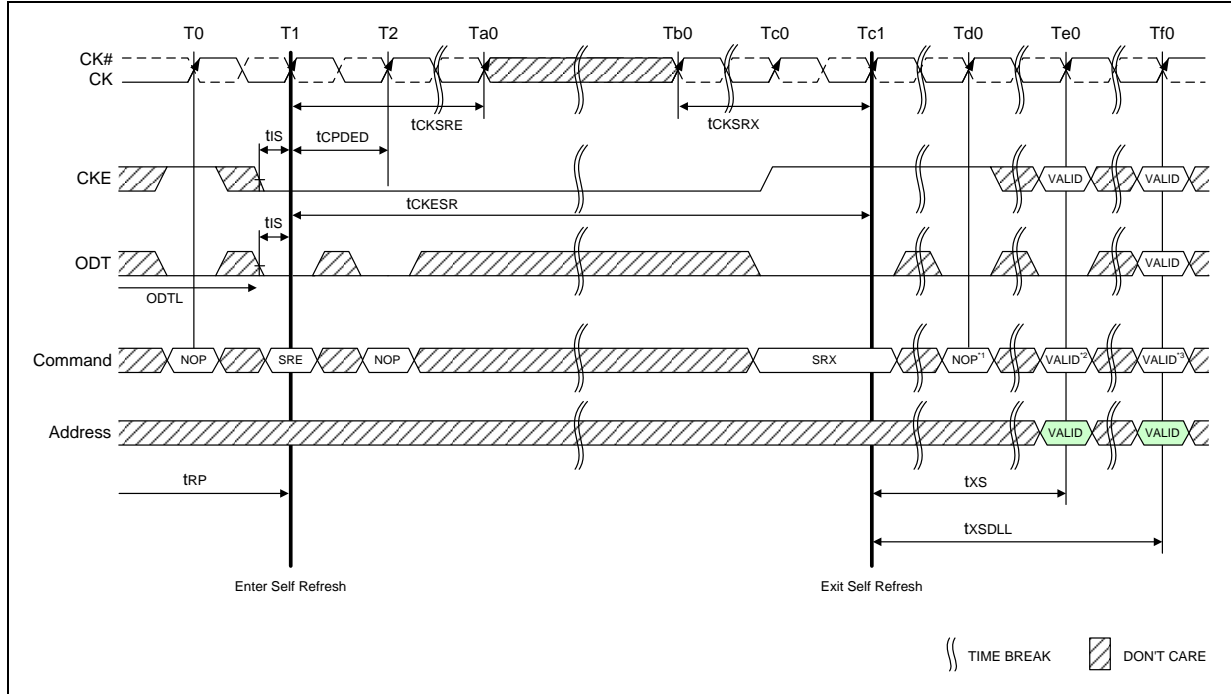 T0 T1 T2 Ta0 Tb0 Tc0 Tc1 Td0 Te0 Tf0
CK#
CK
tCKSRE tCKSRX
tIS tCPDED
CKE VALID VALID
tCKESR
tIS
ODT VALID
ODTL
Command NOP SRE NOP SRX NOP*1 VALID*2 VALID*3
Address VALID VALID
tRP tXS
tXSDLL
Enter Self Refresh Exit Self Refresh
TIME BREAK DON'T CARE